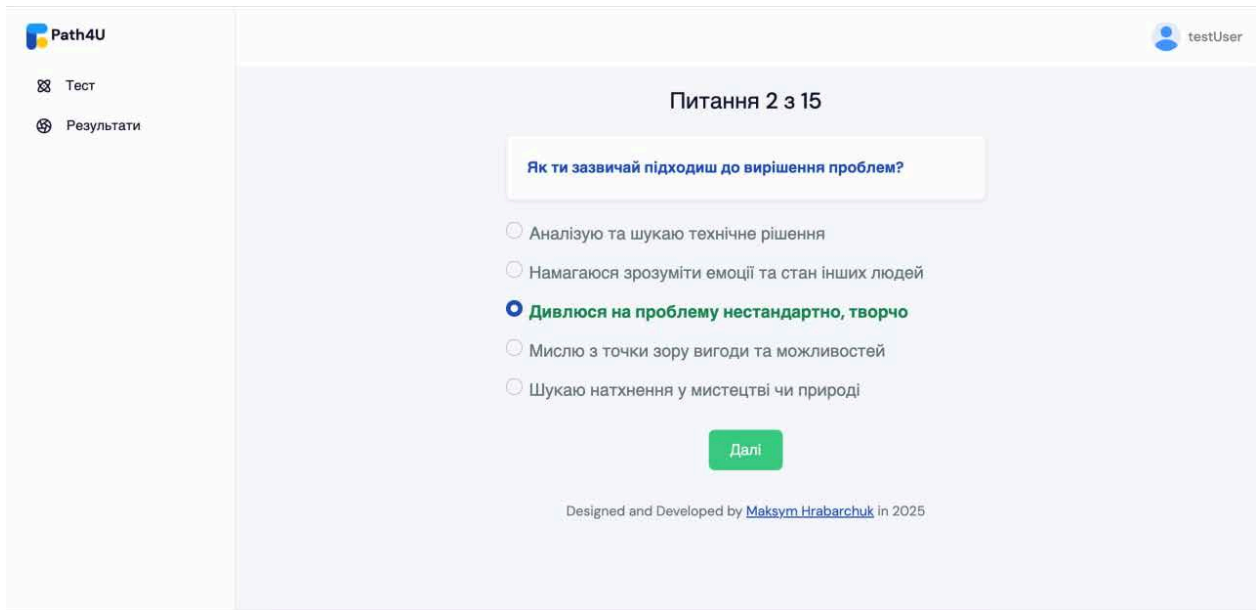 Path4U
testUser
Тест
Результати
Питання 2 з 15
Як ти зазвичай підходиш до вирішення проблем?
Аналізую та шукаю технічне рішення
Намагаюся зрозуміти емоції та стан інших людей
Дивлюся на проблему нестандартно, творчо
Мислю з точки зору вигоди та можливостей
Шукаю натхнення у мистецтві чи природі
Далі
Designed and Developed by Maksym Hrabarchuk in 2025